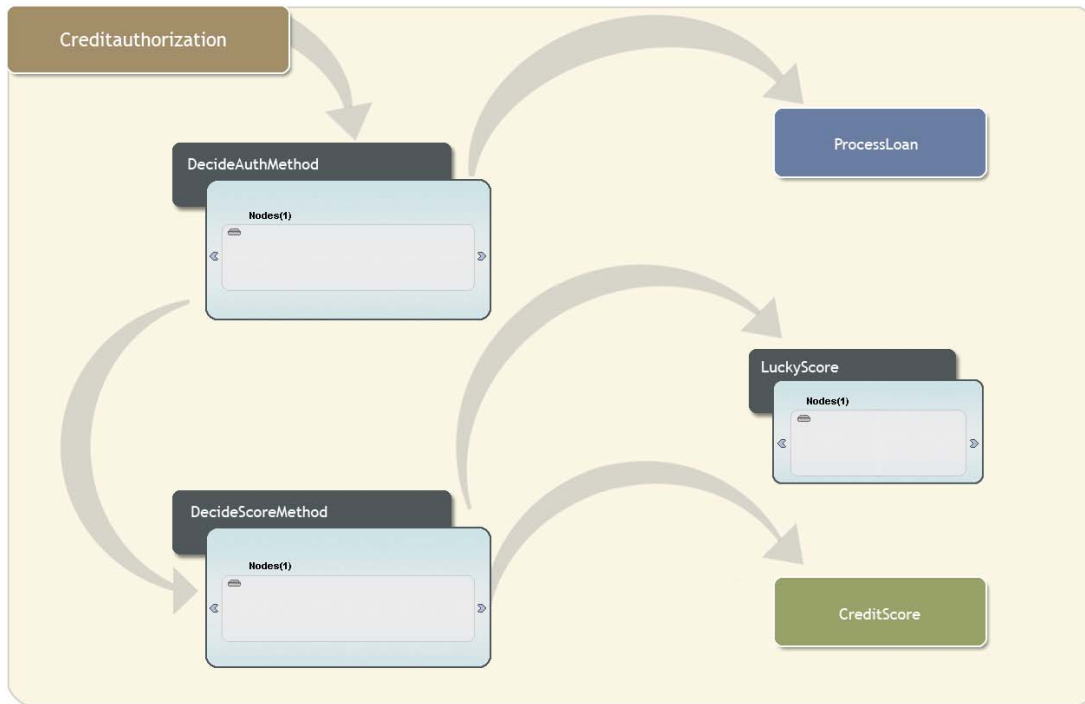 Creditauthorization
ProcessLoan
DecideAuthMethod
Nodes(1)
LuckyScore
Nodes(1)
DecideScoreMethod
Nodes(1)
CreditScore